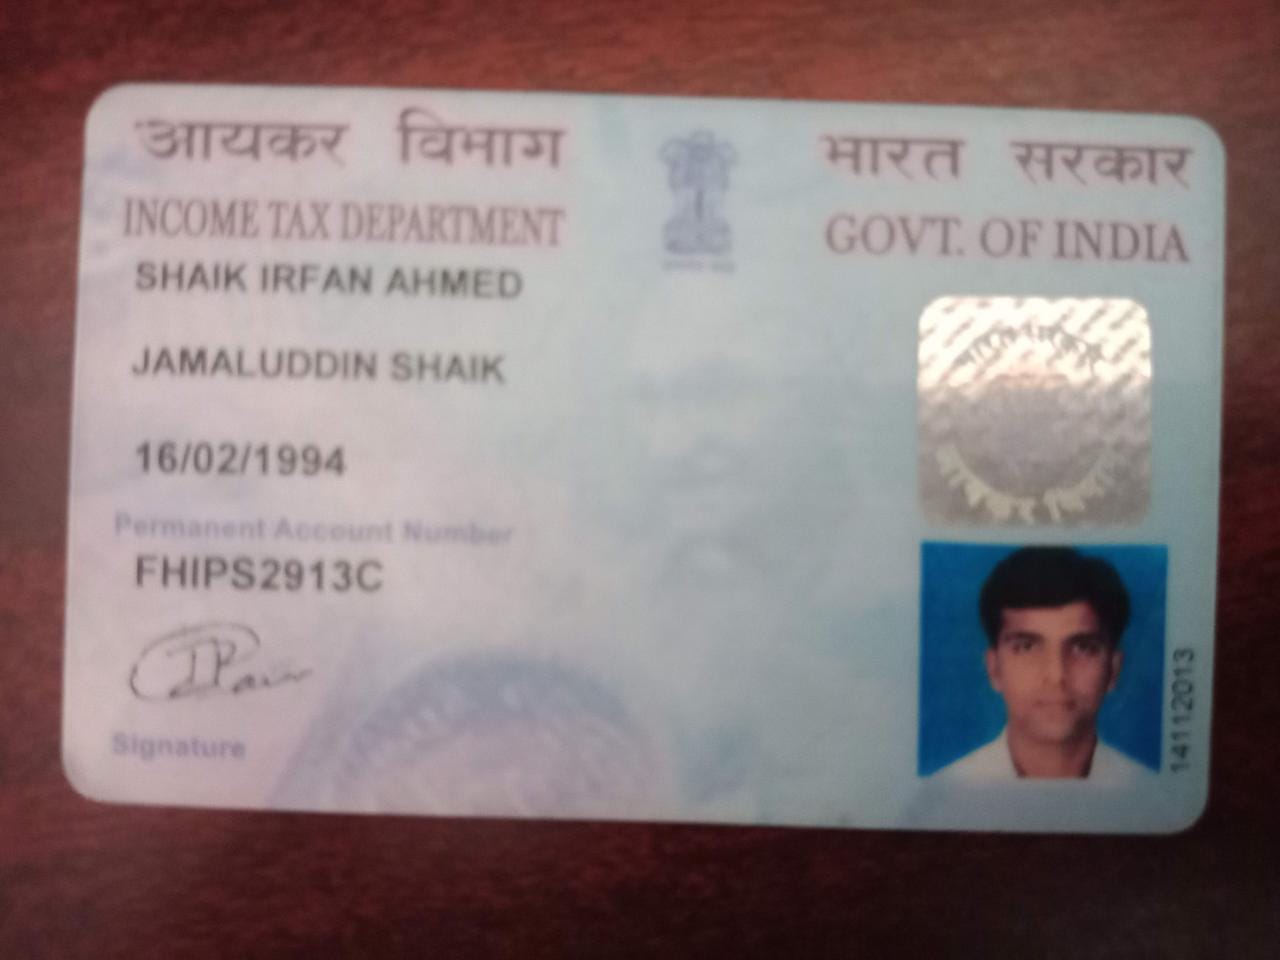 आयकर विभाग
INCOME TAX DEPARTMENT
भारत सरकार
GOVT. OF INDIA
SHAIK IRFAN AHMED
JAMALUDDIN SHAIK
16/02/1994
Permanent Account Number
FHIPS2913C
Signature
14112013